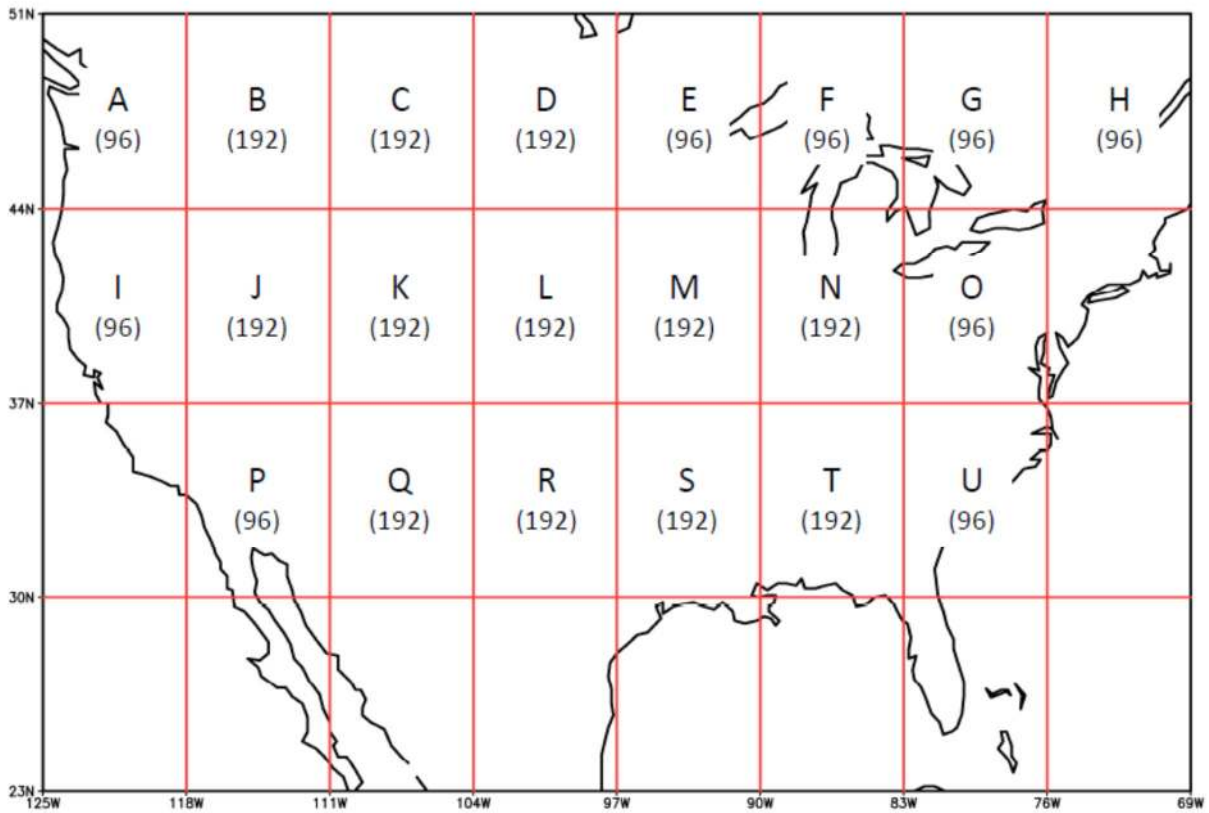 51N
A B C D E F G H
(96) (192) (192) (192) (96) (96) (96) (96)
44N
I J K L M N O
(96) (192) (192) (192) (192) (192) (96)
37N
P Q R S T U
(96) (192) (192) (192) (192) (96)
30N
23N
125W 118W 111W 104W 97W 90W 83W 76W 69W